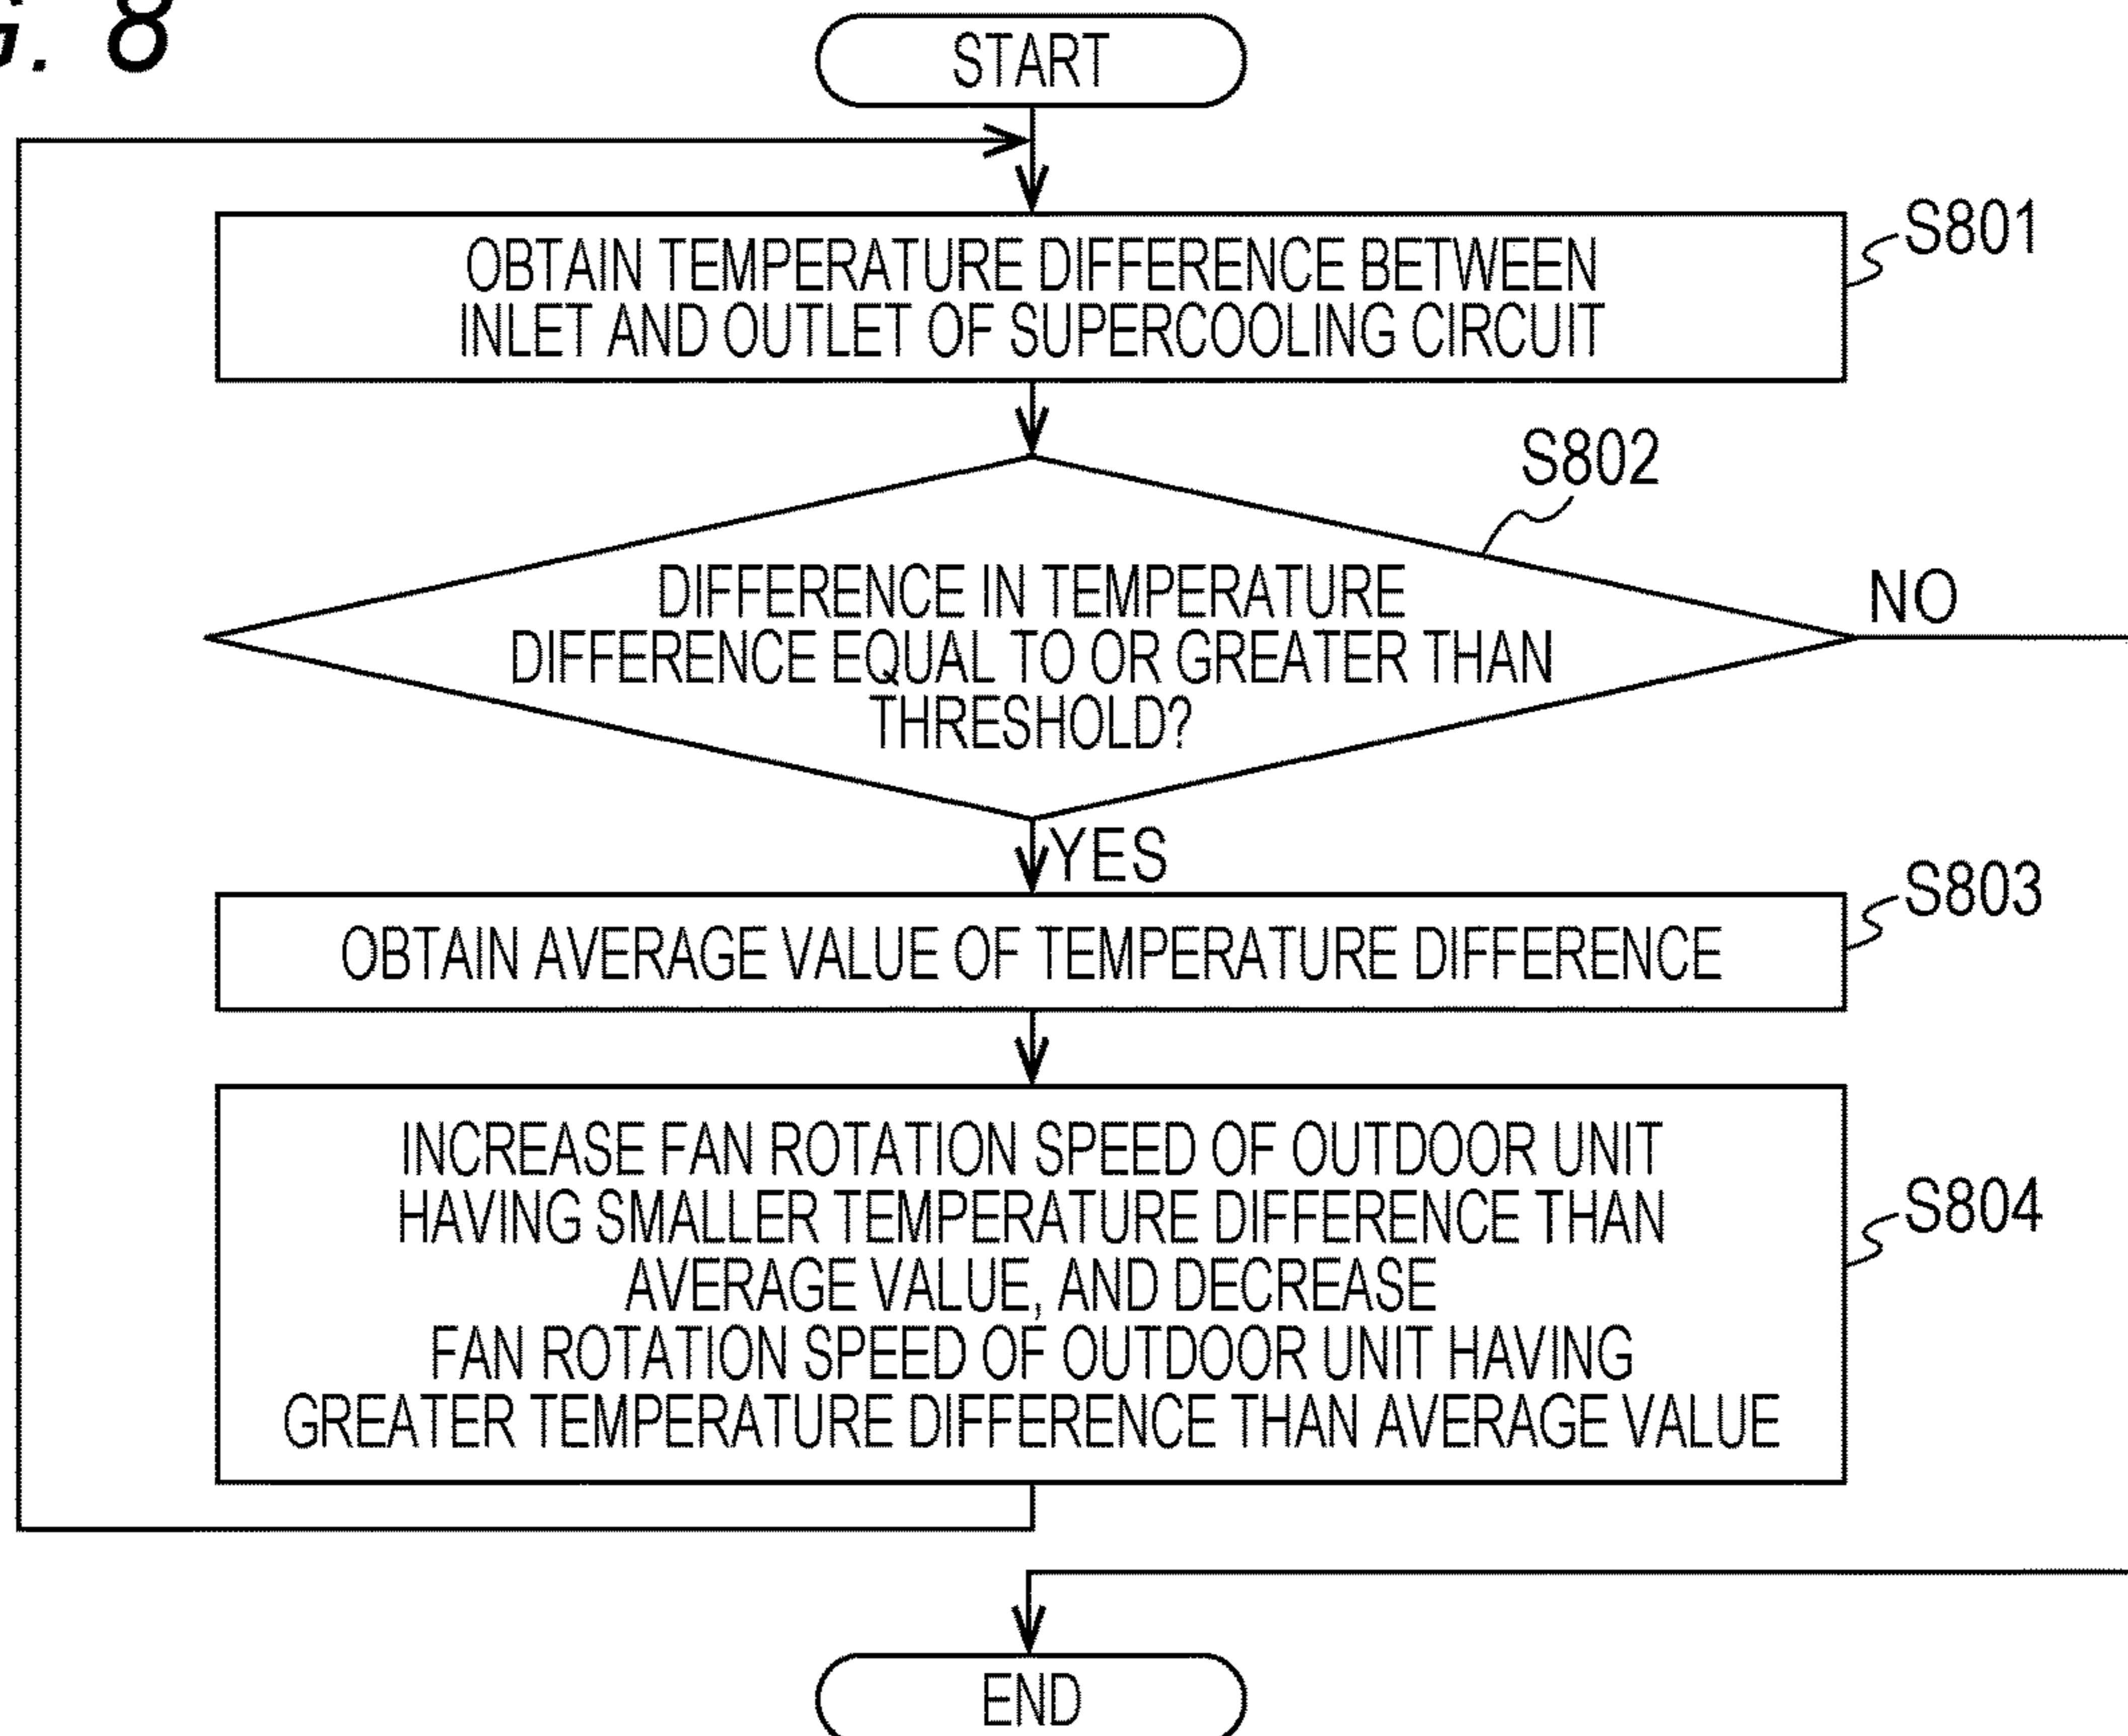 G. 8
START
S801
OBTAIN TEMPERATURE DIFFERENCE BETWEEN
INLET AND OUTLET OF SUPERCOOLING CIRCUIT
S802
DIFFERENCE IN TEMPERATURE
DIFFERENCE EQUAL TO OR GREATER THAN
THRESHOLD?
NO
YES
S803
OBTAIN AVERAGE VALUE OF TEMPERATURE DIFFERENCE
INCREASE FAN ROTATION SPEED OF OUTDOOR UNIT
HAVING SMALLER TEMPERATURE DIFFERENCE THAN
S804
AVERAGE VALUE, AND DECREASE
FAN ROTATION SPEED OF OUTDOOR UNIT HAVING
GREATER TEMPERATURE DIFFERENCE THAN AVERAGE VALUE
END